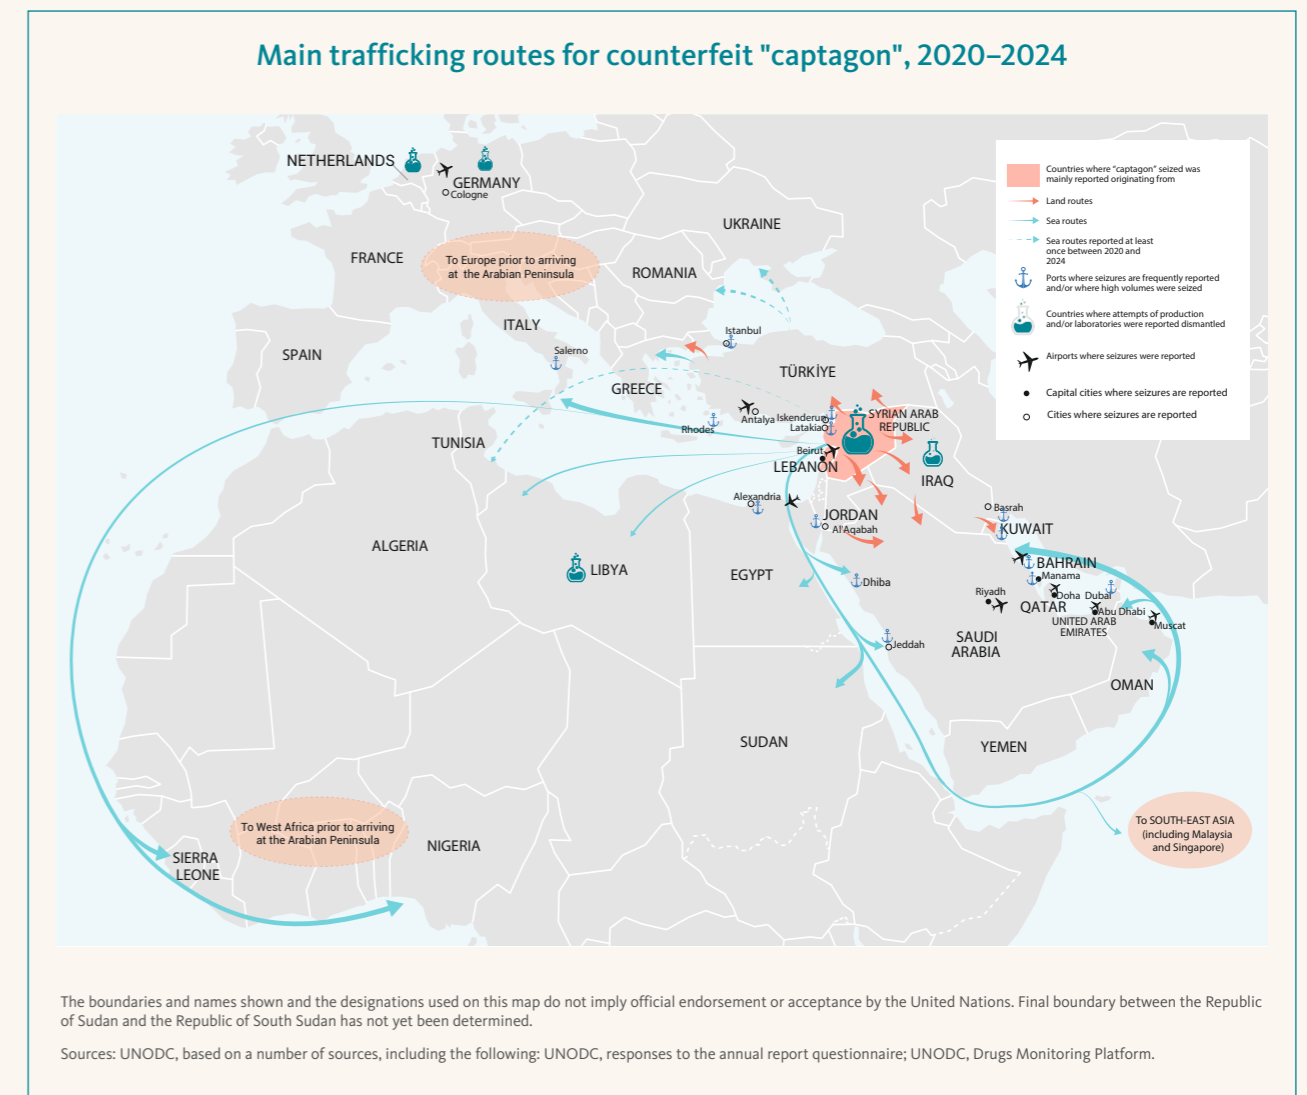 Main trafficking routes for counterfeit "captagon", 2020–2024
NETHERLANDS
GERMANY
Cologne
UKRAINE
FRANCE
To Europe prior to arriving
at the Arabian Peninsula
ROMANIA
ITALY
Istanbul
SPAIN
Salerno
TÜRKİYE
GREECE
Antalya
Iskenderun
SYRIAN ARAB
REPUBLIC
Rhodes
Latakia
TUNISIA
Beirut
LEBANON
IRAQ
Alexandria
JORDAN
Al'Aqabah
Basrah
KUWAIT
ALGERIA
LIBYA
EGYPT
Dhiba
BAHRAIN
Manama
Riyadh
QATAR
Doha
Dubai
Abu Dhabi
UNITED ARAB
EMIRATES
Muscat
Jeddah
SAUDI
ARABIA
OMAN
SUDAN
YEMEN
To West Africa prior to arriving
at the Arabian Peninsula
NIGERIA
SIERRA
LEONE
To SOUTH-EAST ASIA
(including Malaysia
and Singapore)
Countries where “captagon” seized was
mainly reported originating from
Land routes
Sea routes
Sea routes reported at least
once between 2020 and
2024
Ports where seizures are frequently reported
and/or where high volumes were seized
Countries where attempts of production
and/or laboratories were reported dismantled
Airports where seizures were reported
Capital cities where seizures are reported
Cities where seizures are reported
The boundaries and names shown and the designations used on this map do not imply official endorsement or acceptance by the United Nations. Final boundary between the Republic
of Sudan and the Republic of South Sudan has not yet been determined.
Sources: UNODC, based on a number of sources, including the following: UNODC, responses to the annual report questionnaire; UNODC, Drugs Monitoring Platform.